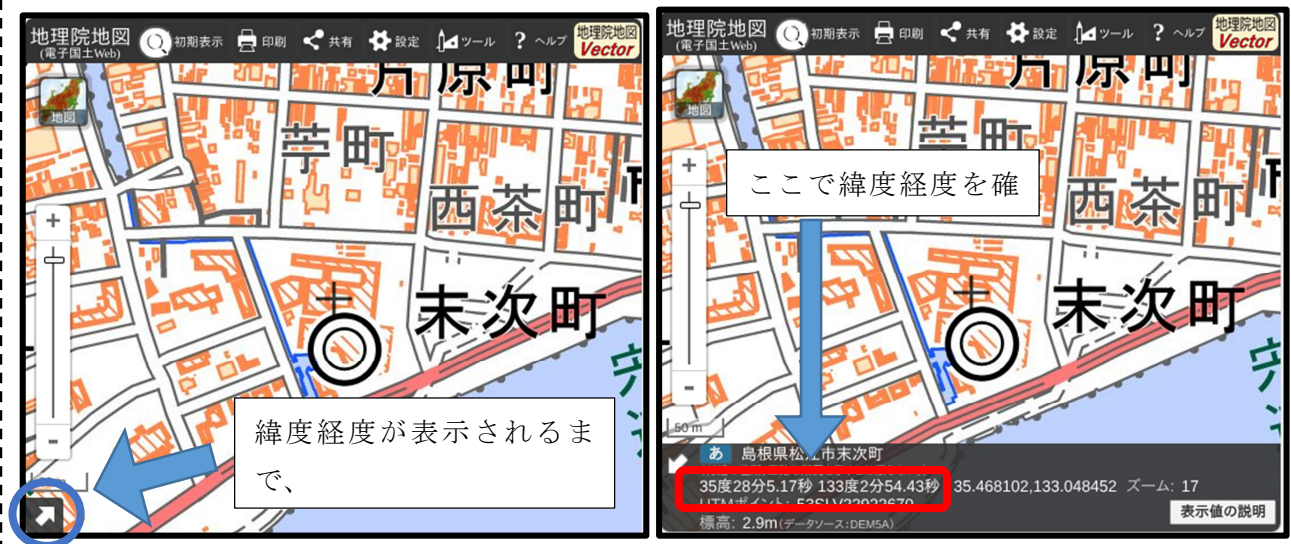 地理院地図
(電子国土Web)
初期表示
印刷
共有
設定
ツール
? ヘルプ
地理院地図
Vector
地図
片原町
苧町
西茶町
末次町
+
-
緯度経度が表示されるま
で、
地理院地図
(電子国土Web)
初期表示
印刷
共有
設定
ツール
? ヘルプ
地理院地図
Vector
地図
片原町
苧町
西茶町
末次町
+
-
ここで緯度経度を確
50 m
あ 島根県松江市末次町
35度28分5.17秒 133度2分54.43秒 35.468102,133.048452 ズーム: 17
UTMポイント: 53SLV22922670
標高: 2.9m(データソース:DEM5A)
表示値の説明